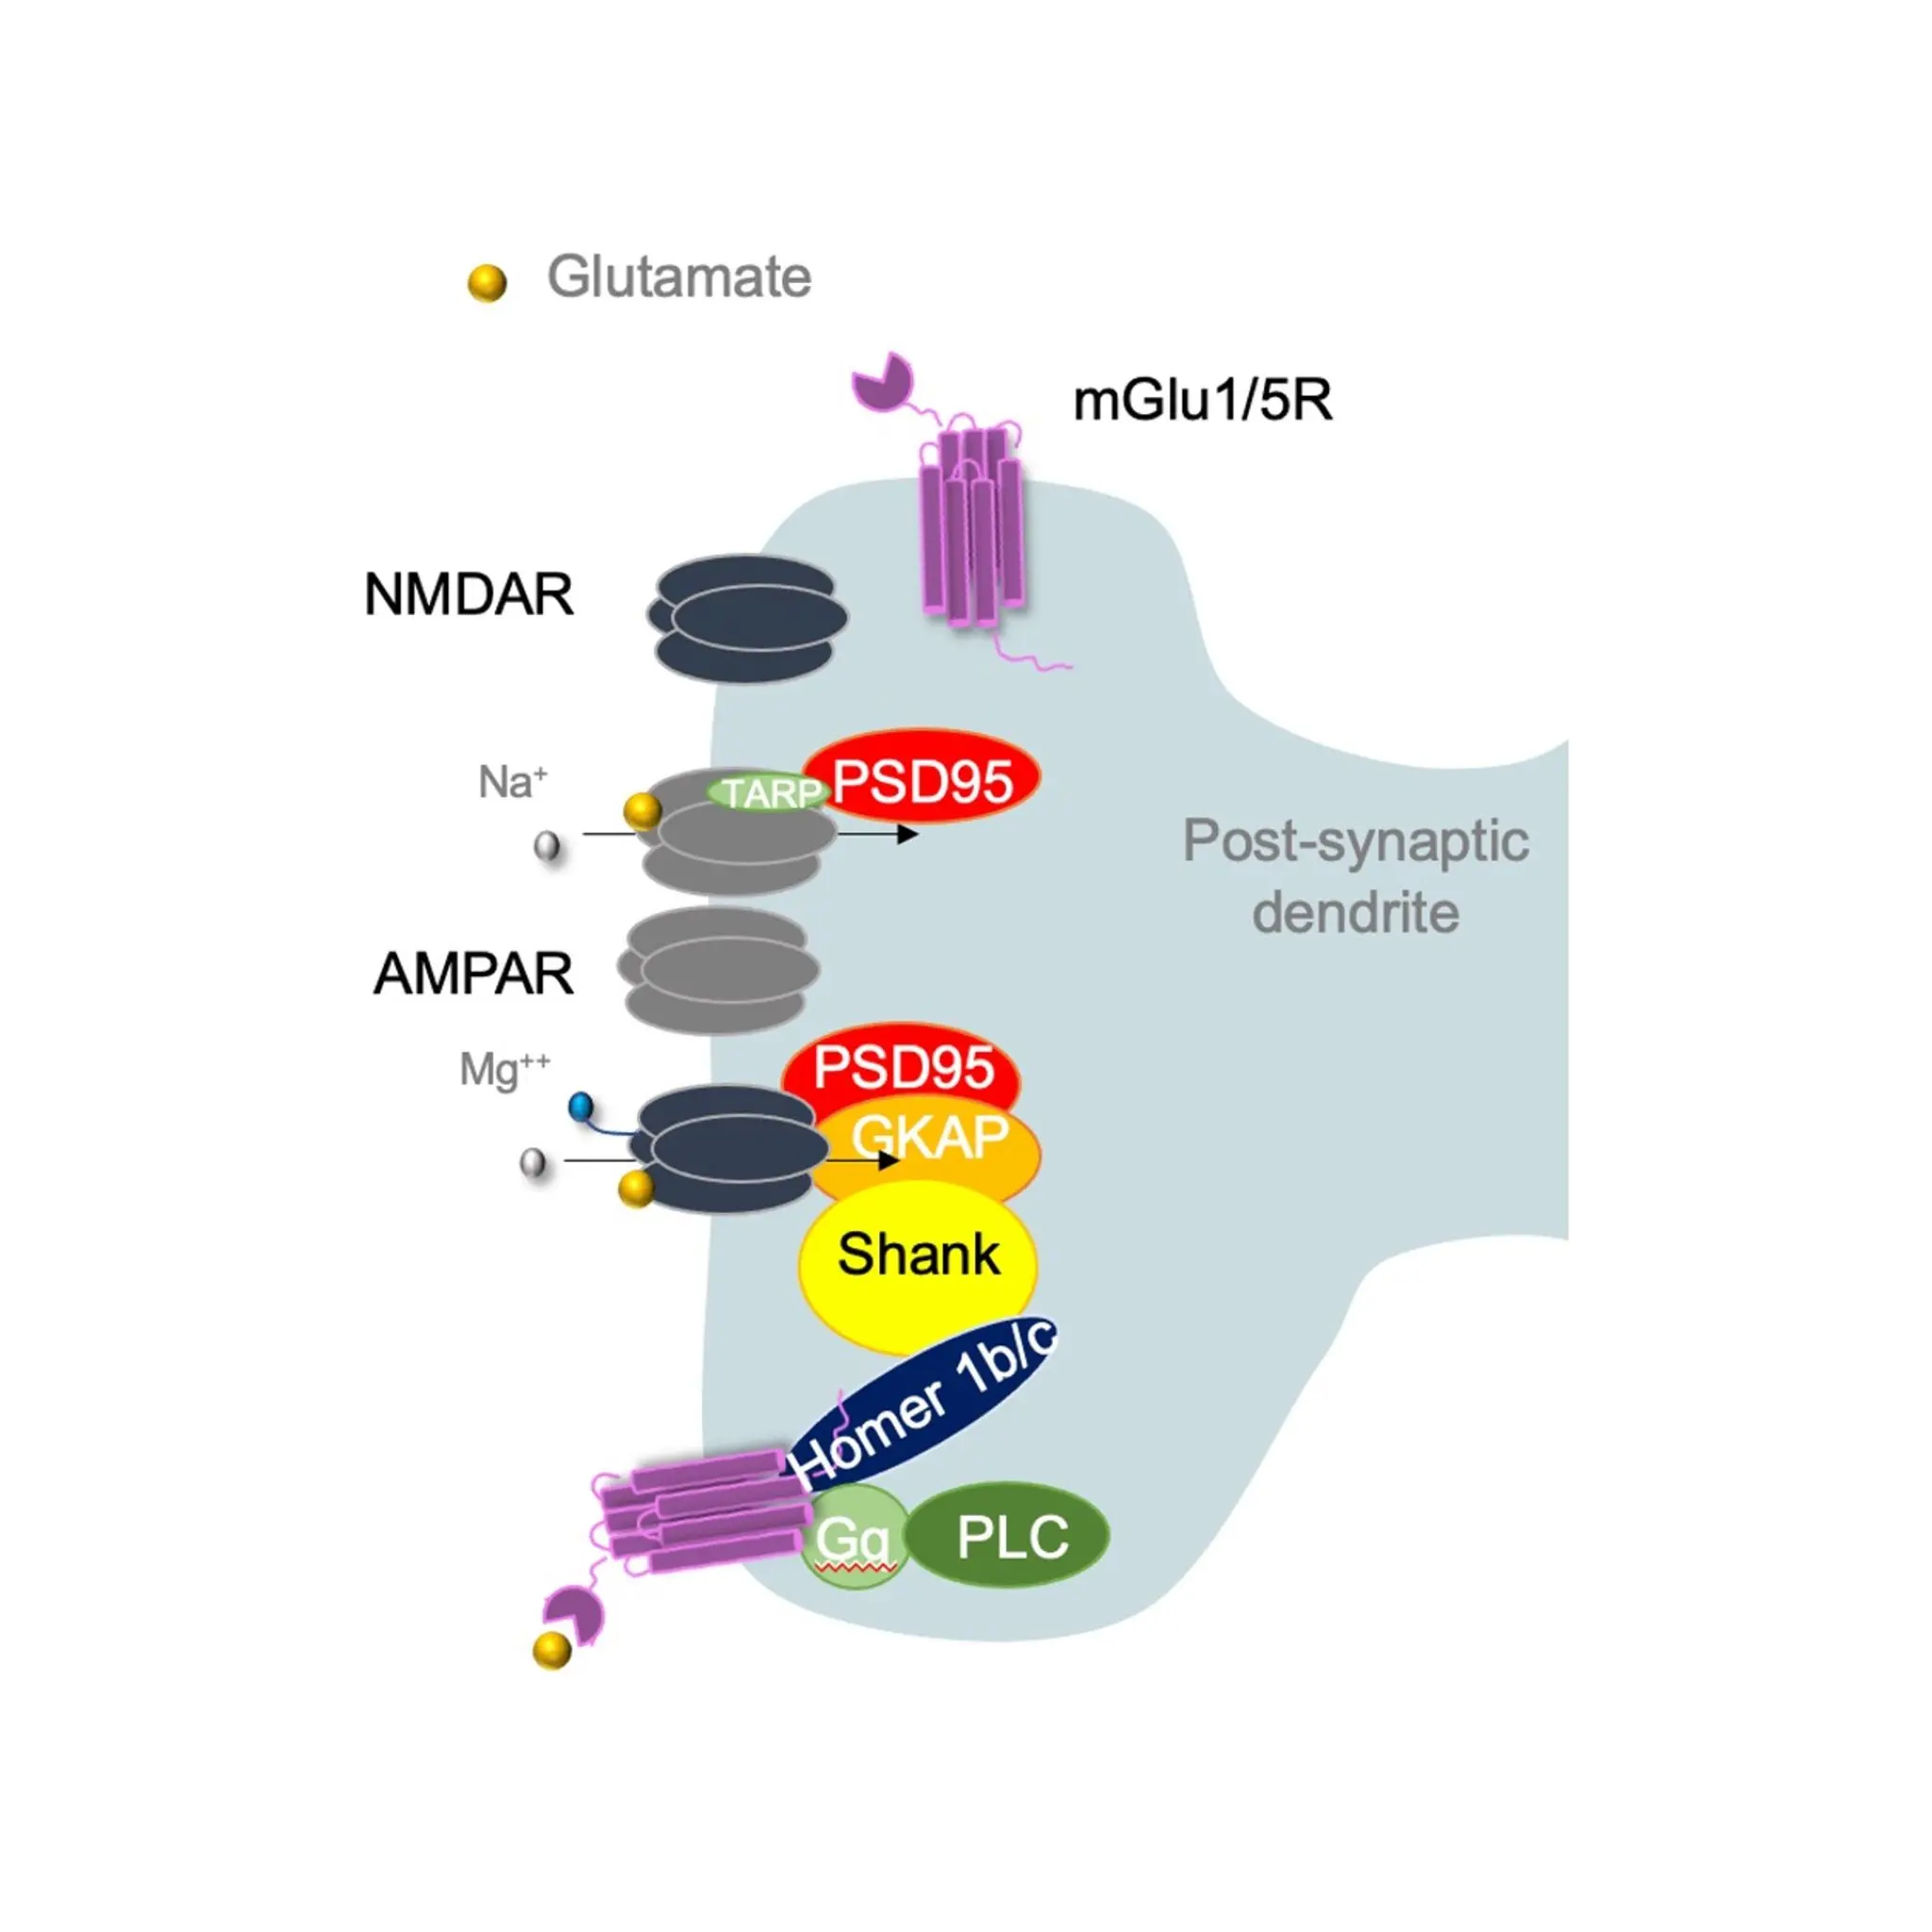 Glutamate
mGlu1/5R
NMDAR
Na⁺
TARP
PSD95
Post-synaptic
dendrite
AMPAR
PSD95
Mg⁺⁺
GKAP
Shank
Homer 1b/c
Gq
PLC